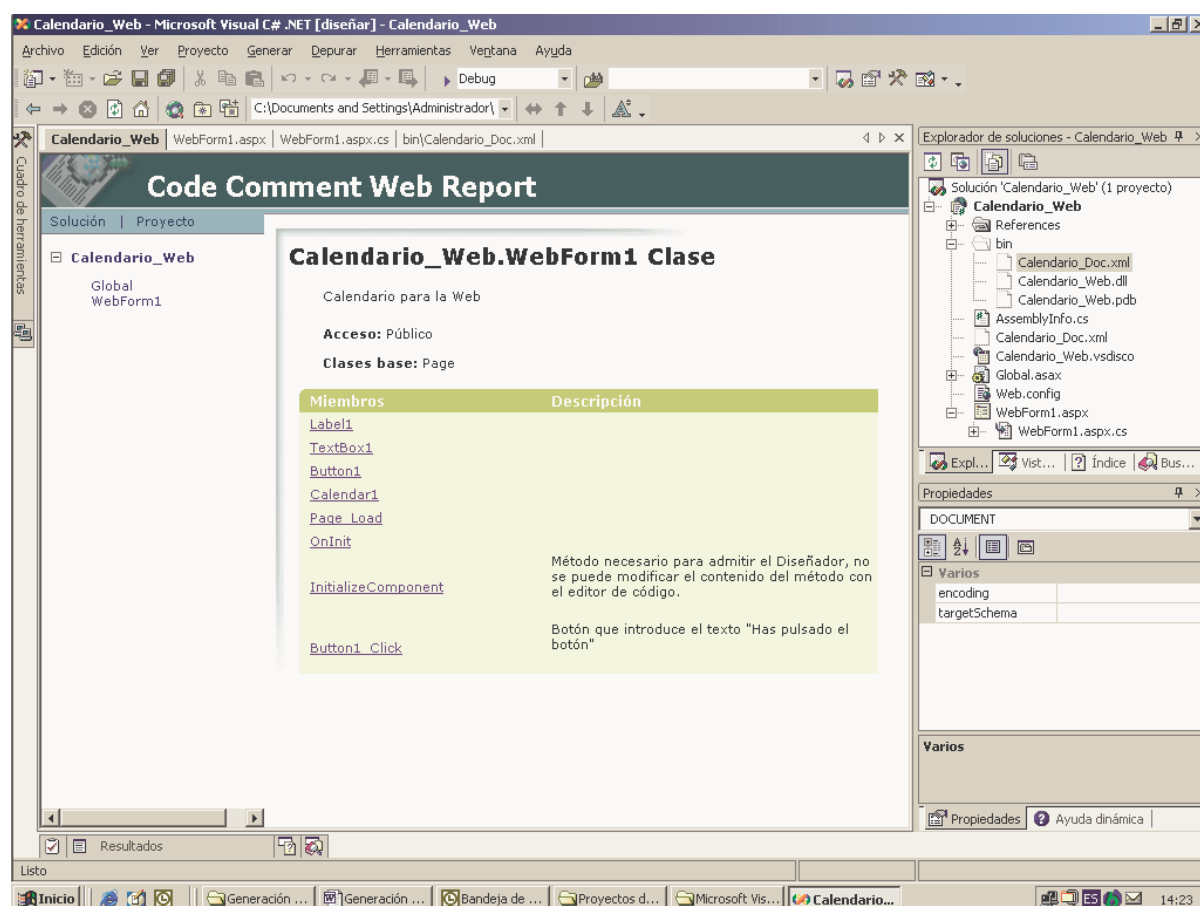 Calendario_Web - Microsoft Visual C# .NET [diseñar] - Calendario_Web
Archivo Edición Ver Proyecto Generar Depurar Herramientas Ventana Ayuda
Debug
C:\Documents and Settings\Administrador\
Cuadro de herramientas
Calendario_Web WebForm1.aspx WebForm1.aspx.cs bin\Calendario_Doc.xml
Code Comment Web Report
Solución | Proyecto
Calendario_Web
Global
WebForm1
Calendario_Web.WebForm1 Clase
Calendario para la Web
Acceso: Público
Clases base: Page
Miembros Descripción
Label1
TextBox1
Button1
Calendar1
Page_Load
OnInit
InitializeComponent
Método necesario para admitir el Diseñador, no
se puede modificar el contenido del método con
el editor de código.
Button1_Click
Botón que introduce el texto "Has pulsado el
botón"
Explorador de soluciones - Calendario_Web
Solución 'Calendario_Web' (1 proyecto)
Calendario_Web
References
bin
Calendario_Doc.xml
Calendario_Web.dll
Calendario_Web.pdb
AssemblyInfo.cs
Calendario_Doc.xml
Calendario_Web.vsdisco
Global.asax
Web.config
WebForm1.aspx
WebForm1.aspx.cs
Expl... Vist... Índice Bus...
Propiedades
DOCUMENT
Varios
encoding
targetSchema
Varios
Propiedades Ayuda dinámica
Resultados
Listo
Inicio Generación ... Generación ... Bandeja de ... Proyectos d... Microsoft Vis... Calendario... ES 14:23